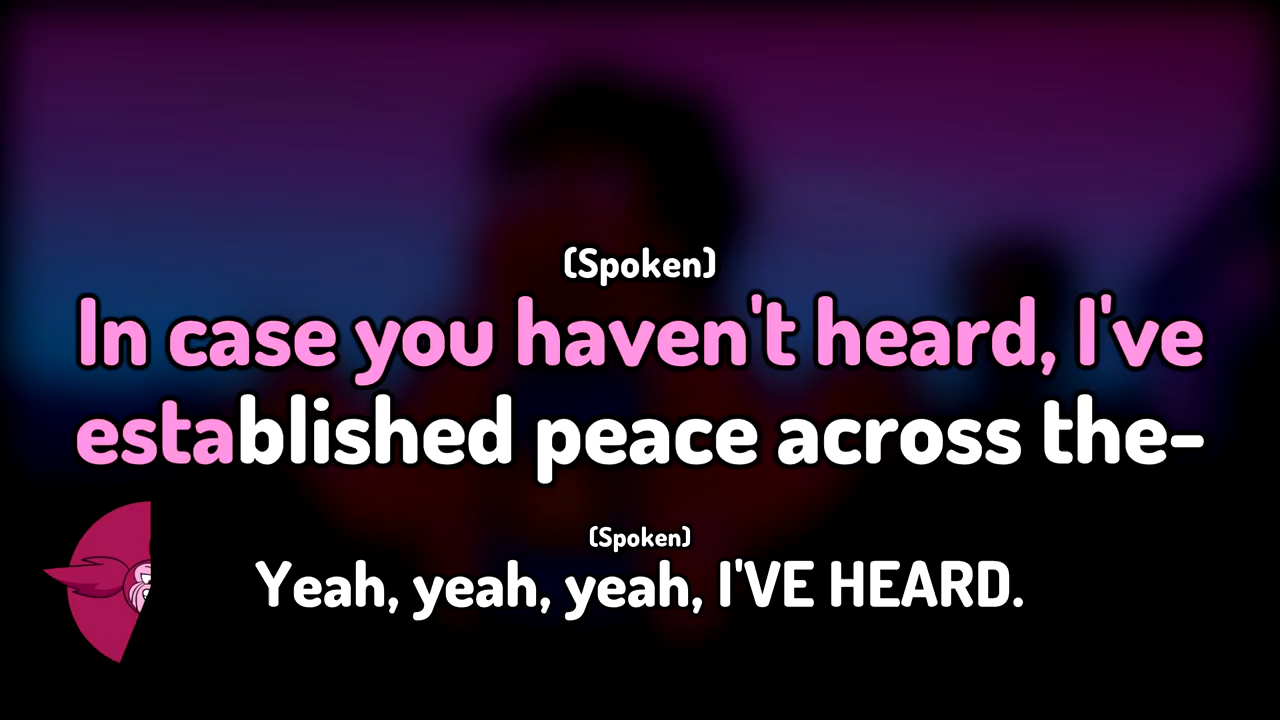 (Spoken)
In case you haven't heard, I've
established peace across the-
(Spoken)
Yeah, yeah, yeah, I'VE HEARD.